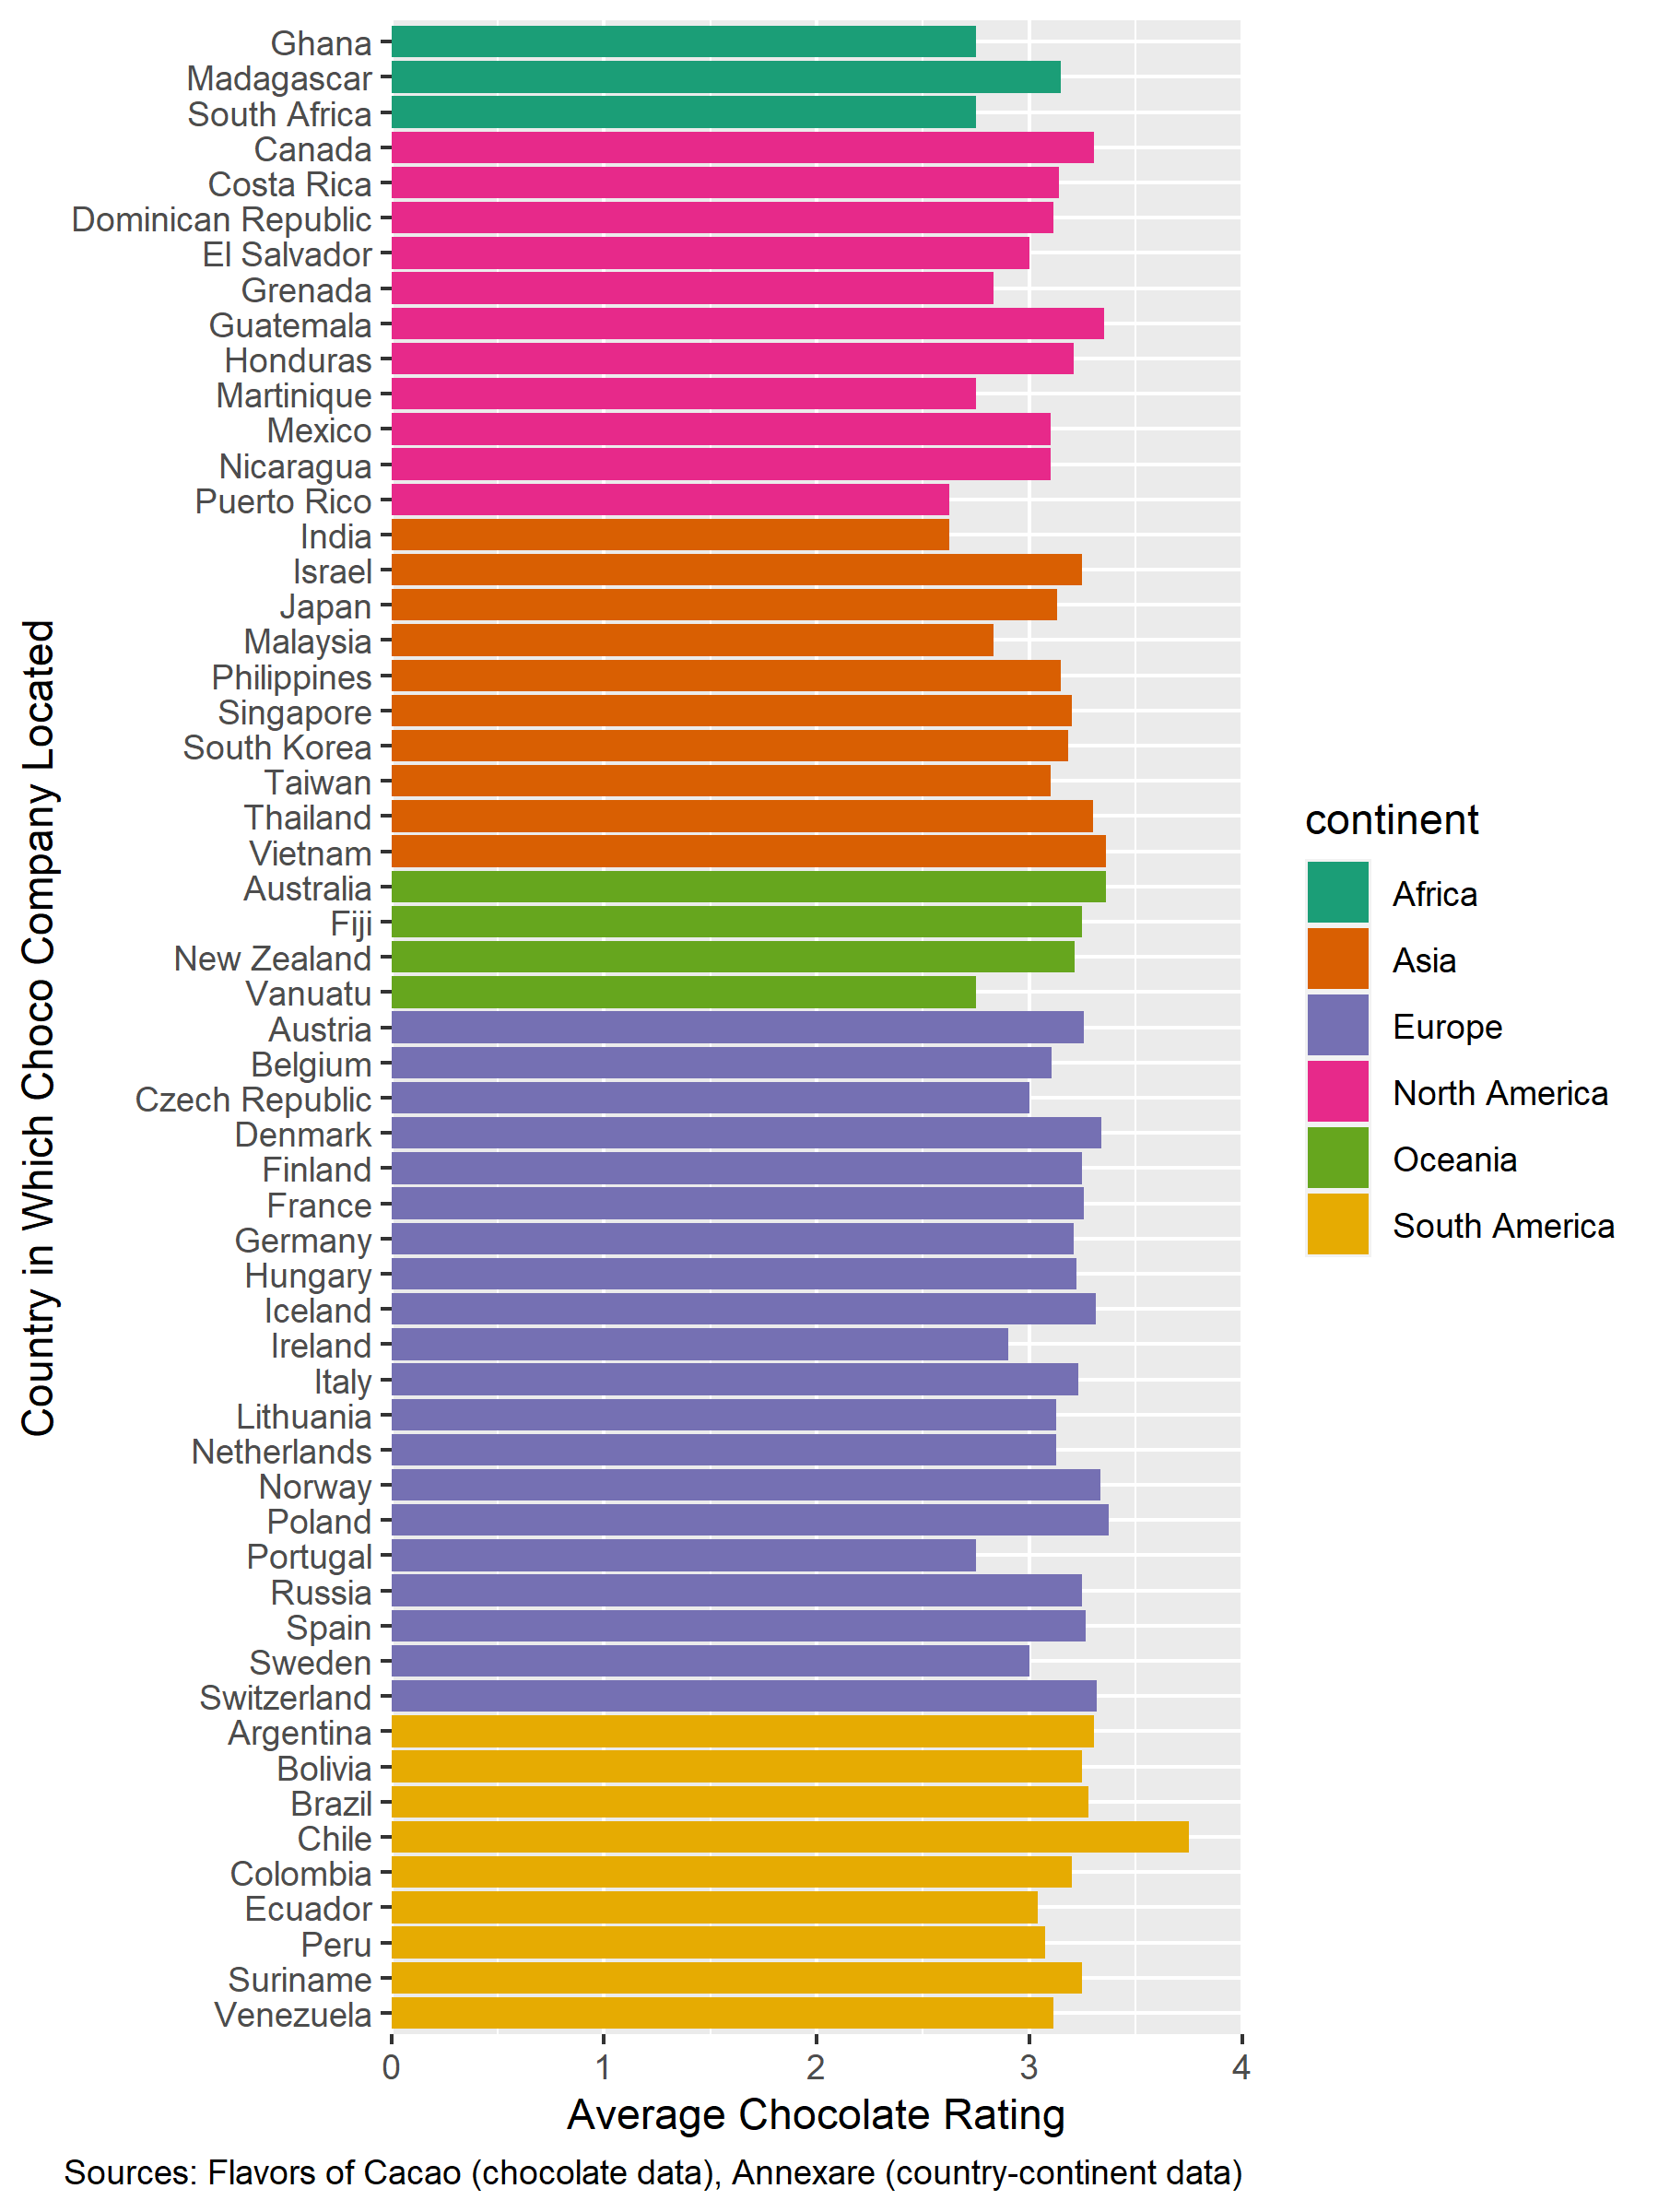 Country in Which Choco Company Located
Ghana
Madagascar
South Africa
Canada
Costa Rica
Dominican Republic
El Salvador
Grenada
Guatemala
Honduras
Martinique
Mexico
Nicaragua
Puerto Rico
India
Israel
Japan
Malaysia
Philippines
Singapore
South Korea
Taiwan
Thailand
Vietnam
Australia
Fiji
New Zealand
Vanuatu
Austria
Belgium
Czech Republic
Denmark
Finland
France
Germany
Hungary
Iceland
Ireland
Italy
Lithuania
Netherlands
Norway
Poland
Portugal
Russia
Spain
Sweden
Switzerland
Argentina
Bolivia
Brazil
Chile
Colombia
Ecuador
Peru
Suriname
Venezuela
0 1 2 3 4
Average Chocolate Rating
Sources: Flavors of Cacao (chocolate data), Annexare (country-continent data)
continent
Africa
Asia
Europe
North America
Oceania
South America